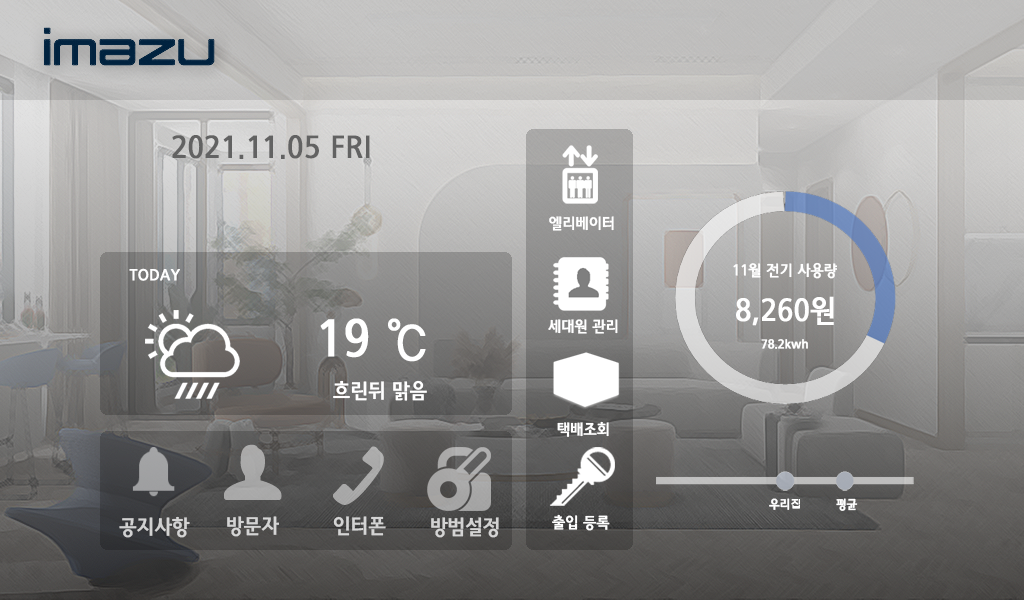 imazu
2021.11.05 FRI
TODAY
19 ℃
흐린뒤 맑음
공지사항
방문자
인터폰
방범설정
엘리베이터
세대원 관리
택배조회
출입 등록
11월 전기 사용량
8,260원
78.2kwh
우리집
평균